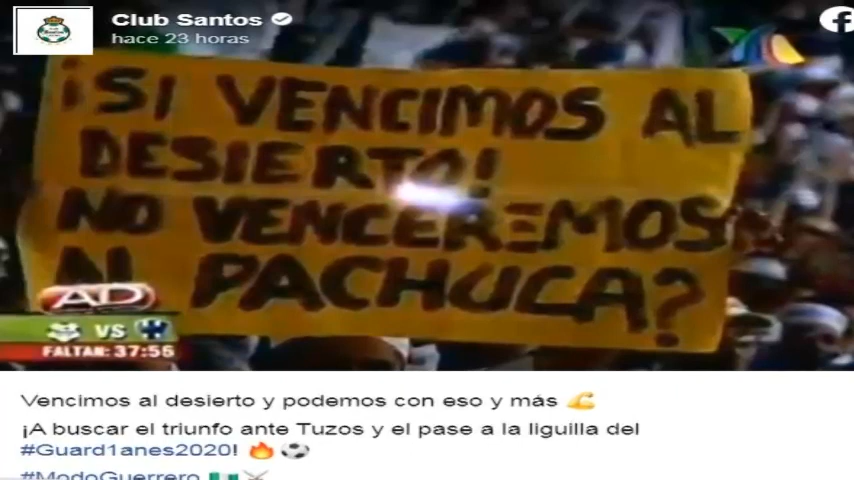 Club Santos
hace 23 horas
¡SI VENCIMOS AL
DESIERTO!
NO VENCEREMOS
AL PACHUCA?
AD
VS
FALTAN: 37:56
Vencimos al desierto y podemos con eso y más 💪
¡A buscar el triunfo ante Tuzos y el pase a la liguilla del
#Guard1anes2020! 🔥 ⚽
#ModoGuerrero 🇳🇬⚔